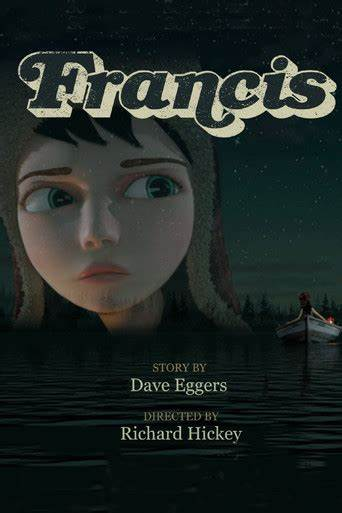 Francis
STORY BY
Dave Eggers
DIRECTED BY
Richard Hickey